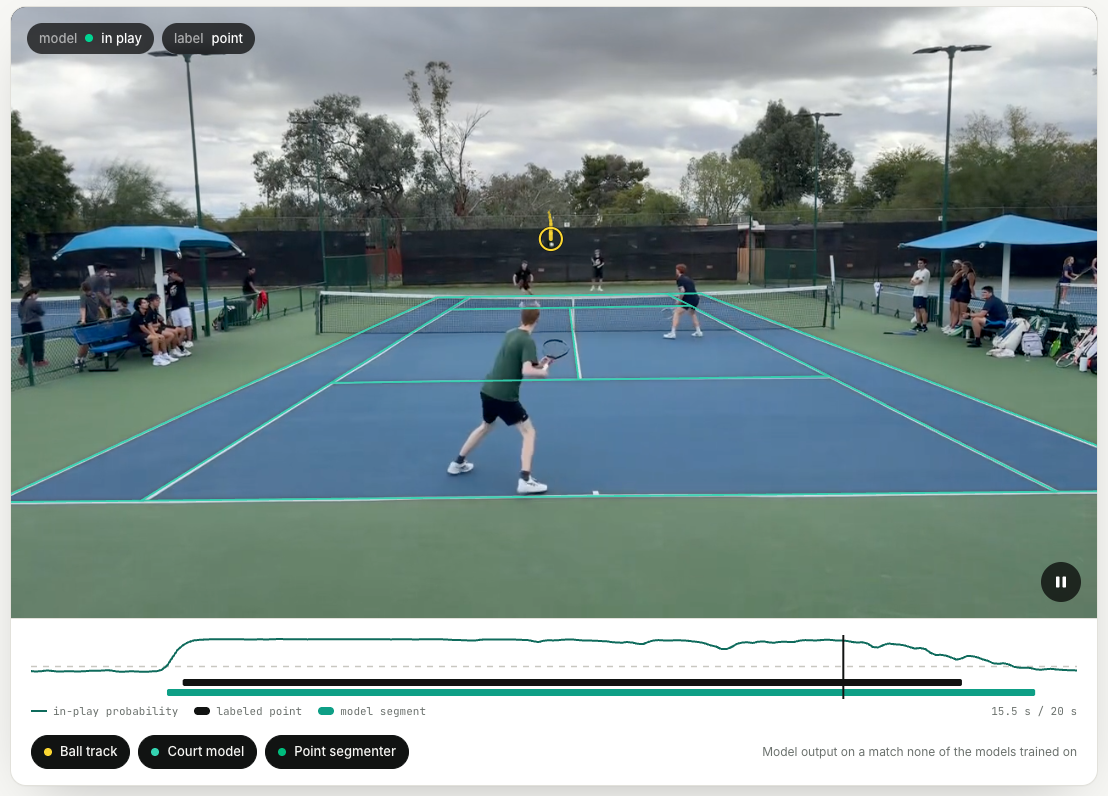 model in play label point
in-play probability labeled point model segment 15.5 s / 20 s
Ball track Court model Point segmenter Model output on a match none of the models trained on